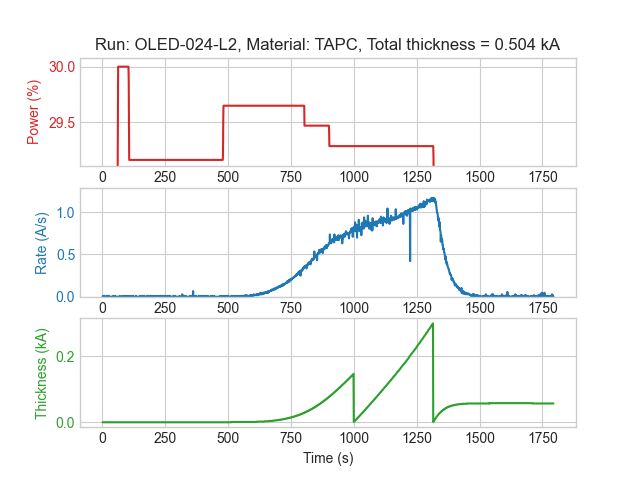 Run: OLED-024-L2, Material: TAPC, Total thickness = 0.504 kA
30.0
29.5
Power (%)
0 250 500 750 1000 1250 1500 1750
1.0
0.5
0.0
Rate (A/s)
0 250 500 750 1000 1250 1500 1750
0.2
0.0
Thickness (kA)
0 250 500 750 1000 1250 1500 1750
Time (s)